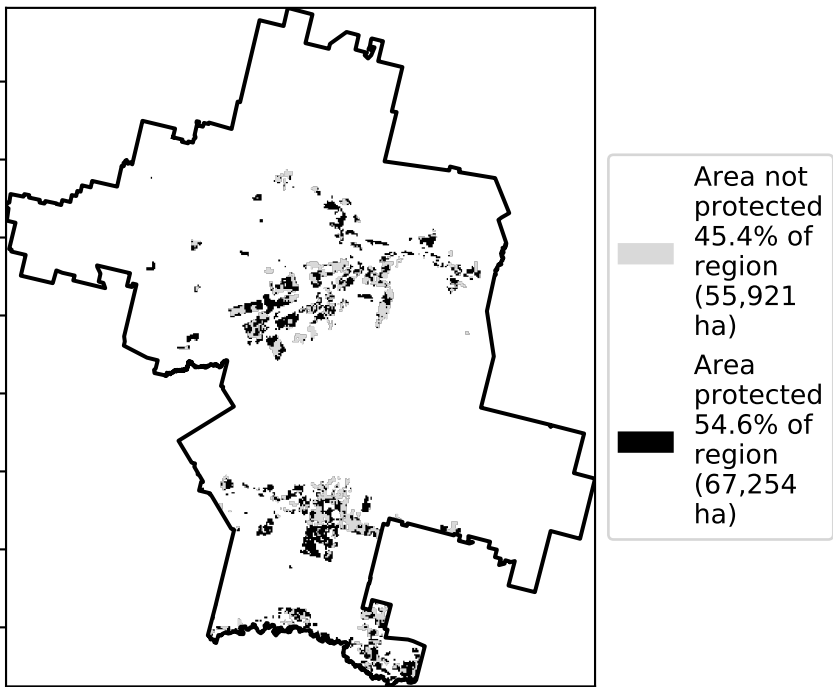 Area not
protected
45.4% of
region
(55,921
ha)
Area
protected
54.6% of
region
(67,254
ha)